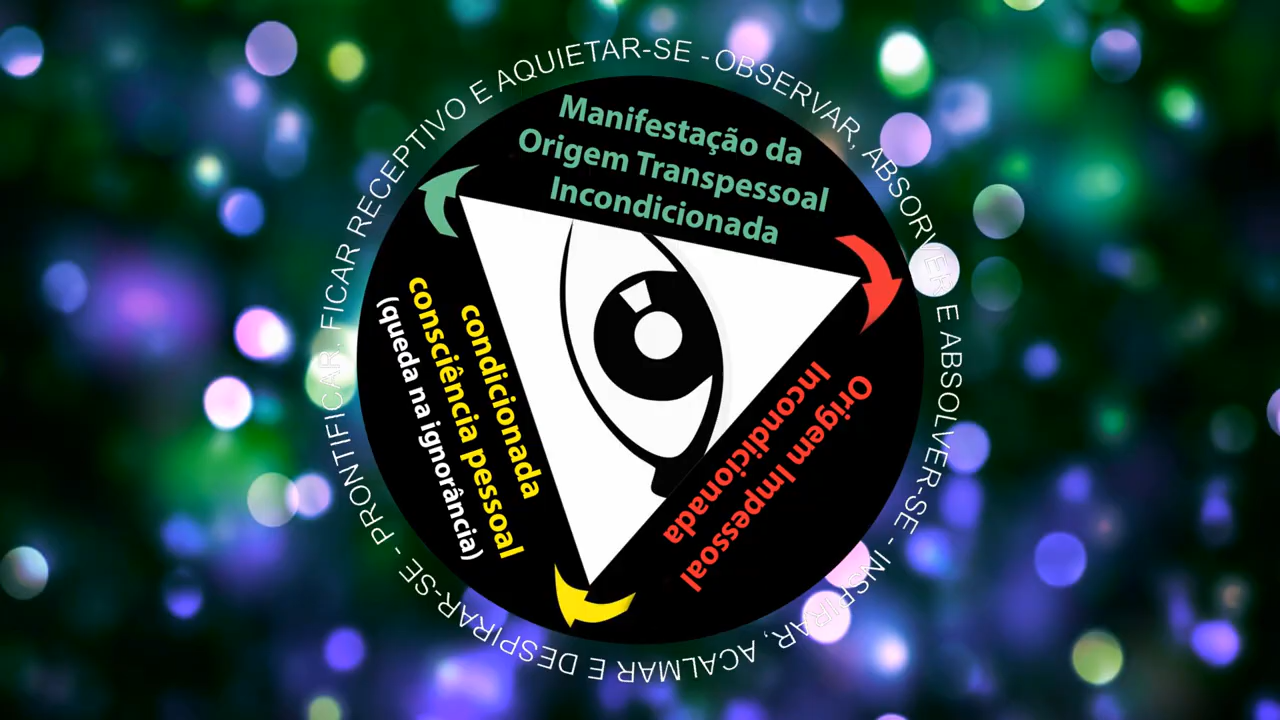 PRONTIFICAR, FICAR RECEPTIVO E AQUIETAR-SE - OBSERVAR, ABSORVER E ABSOLVER-SE - INSPIRAR, ACALMAR E DESPIRAR-SE -
Manifestação da
Origem Transpessoal
Incondicionada
Origem Impessoal
Incondicionada
condicionada
consciência pessoal
(queda na ignorância)